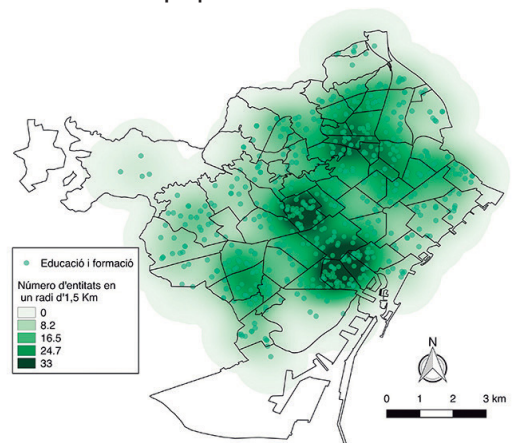 Educació i formació
Número d'entitats en
un radi d'1,5 Km
0
8.2
16.5
24.7
33
N
0 1 2 3 km